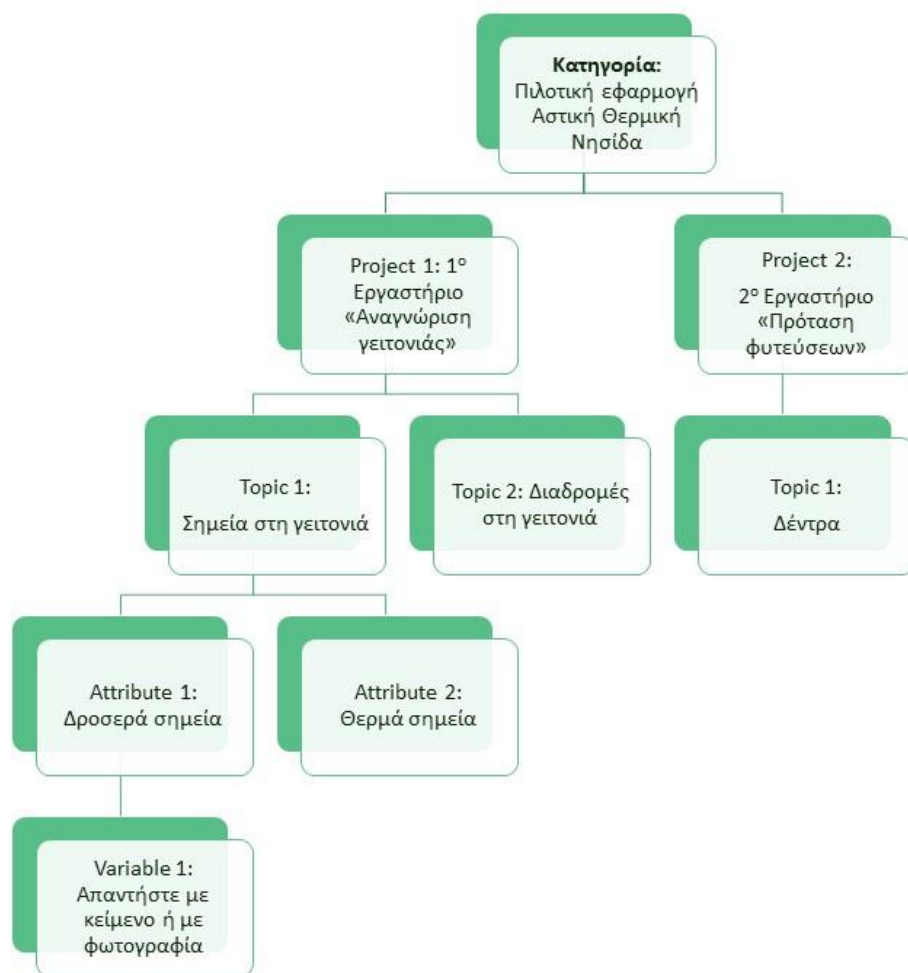 Κατηγορία:
Πιλοτική εφαρμογή
Αστική Θερμική
Νησίδα
Project 1: 1ο
Εργαστήριο
«Αναγνώριση
γειτονιάς»
Project 2:
2ο Εργαστήριο
«Πρόταση
φυτεύσεων»
Topic 1:
Σημεία στη γειτονιά
Topic 2: Διαδρομές
στη γειτονιά
Topic 1:
Δέντρα
Attribute 1:
Δροσερά σημεία
Attribute 2:
Θερμά σημεία
Variable 1:
Απαντήστε με
κείμενο ή με
φωτογραφία